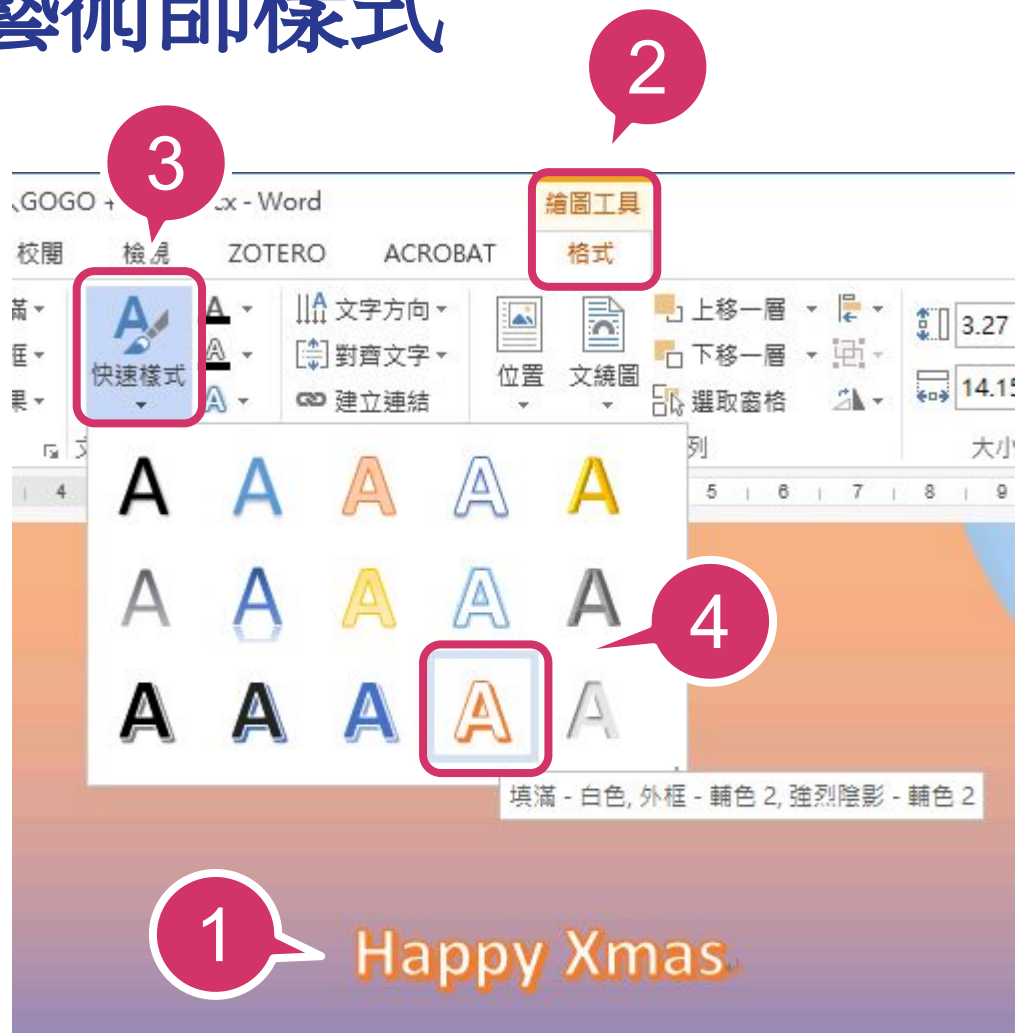 藝術師樣式
2
3
GOGO + - Word
繪圖工具
校閱 ZOTERO ACROBAT 格式
快速樣式
文字方向
對齊文字
建立連結
位置
文繞圖
上移一層
下移一層
選取窗格
3.27
14.15
列 大小
4 5 6 7 8 9
A A A A A
A A A A A
A A A A A
4
填滿 - 白色, 外框 - 輔色 2, 強烈陰影 - 輔色 2
1
Happy Xmas